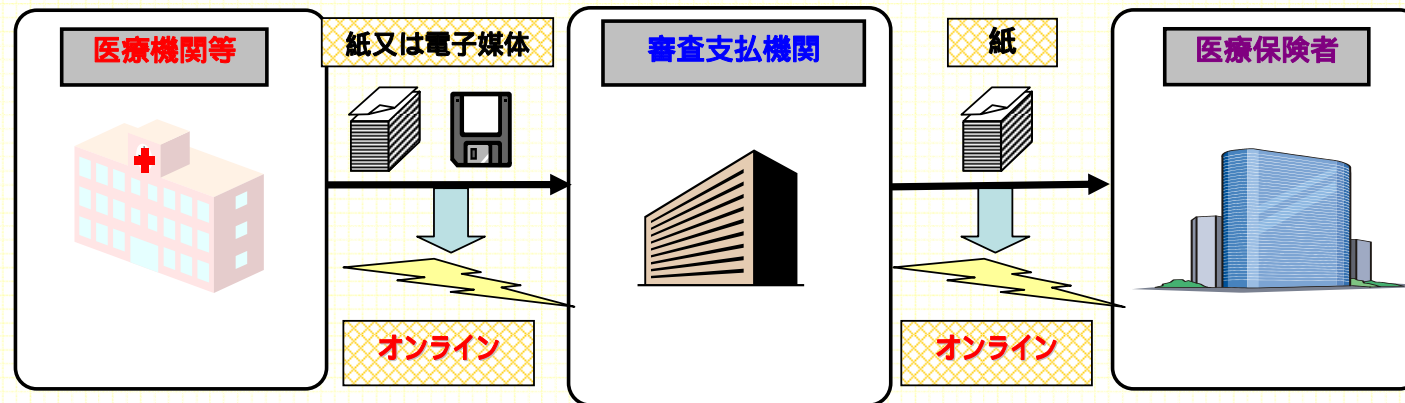 医療機関等
紙又は電子媒体
審査支払機関
紙
医療保険者
オンライン
オンライン